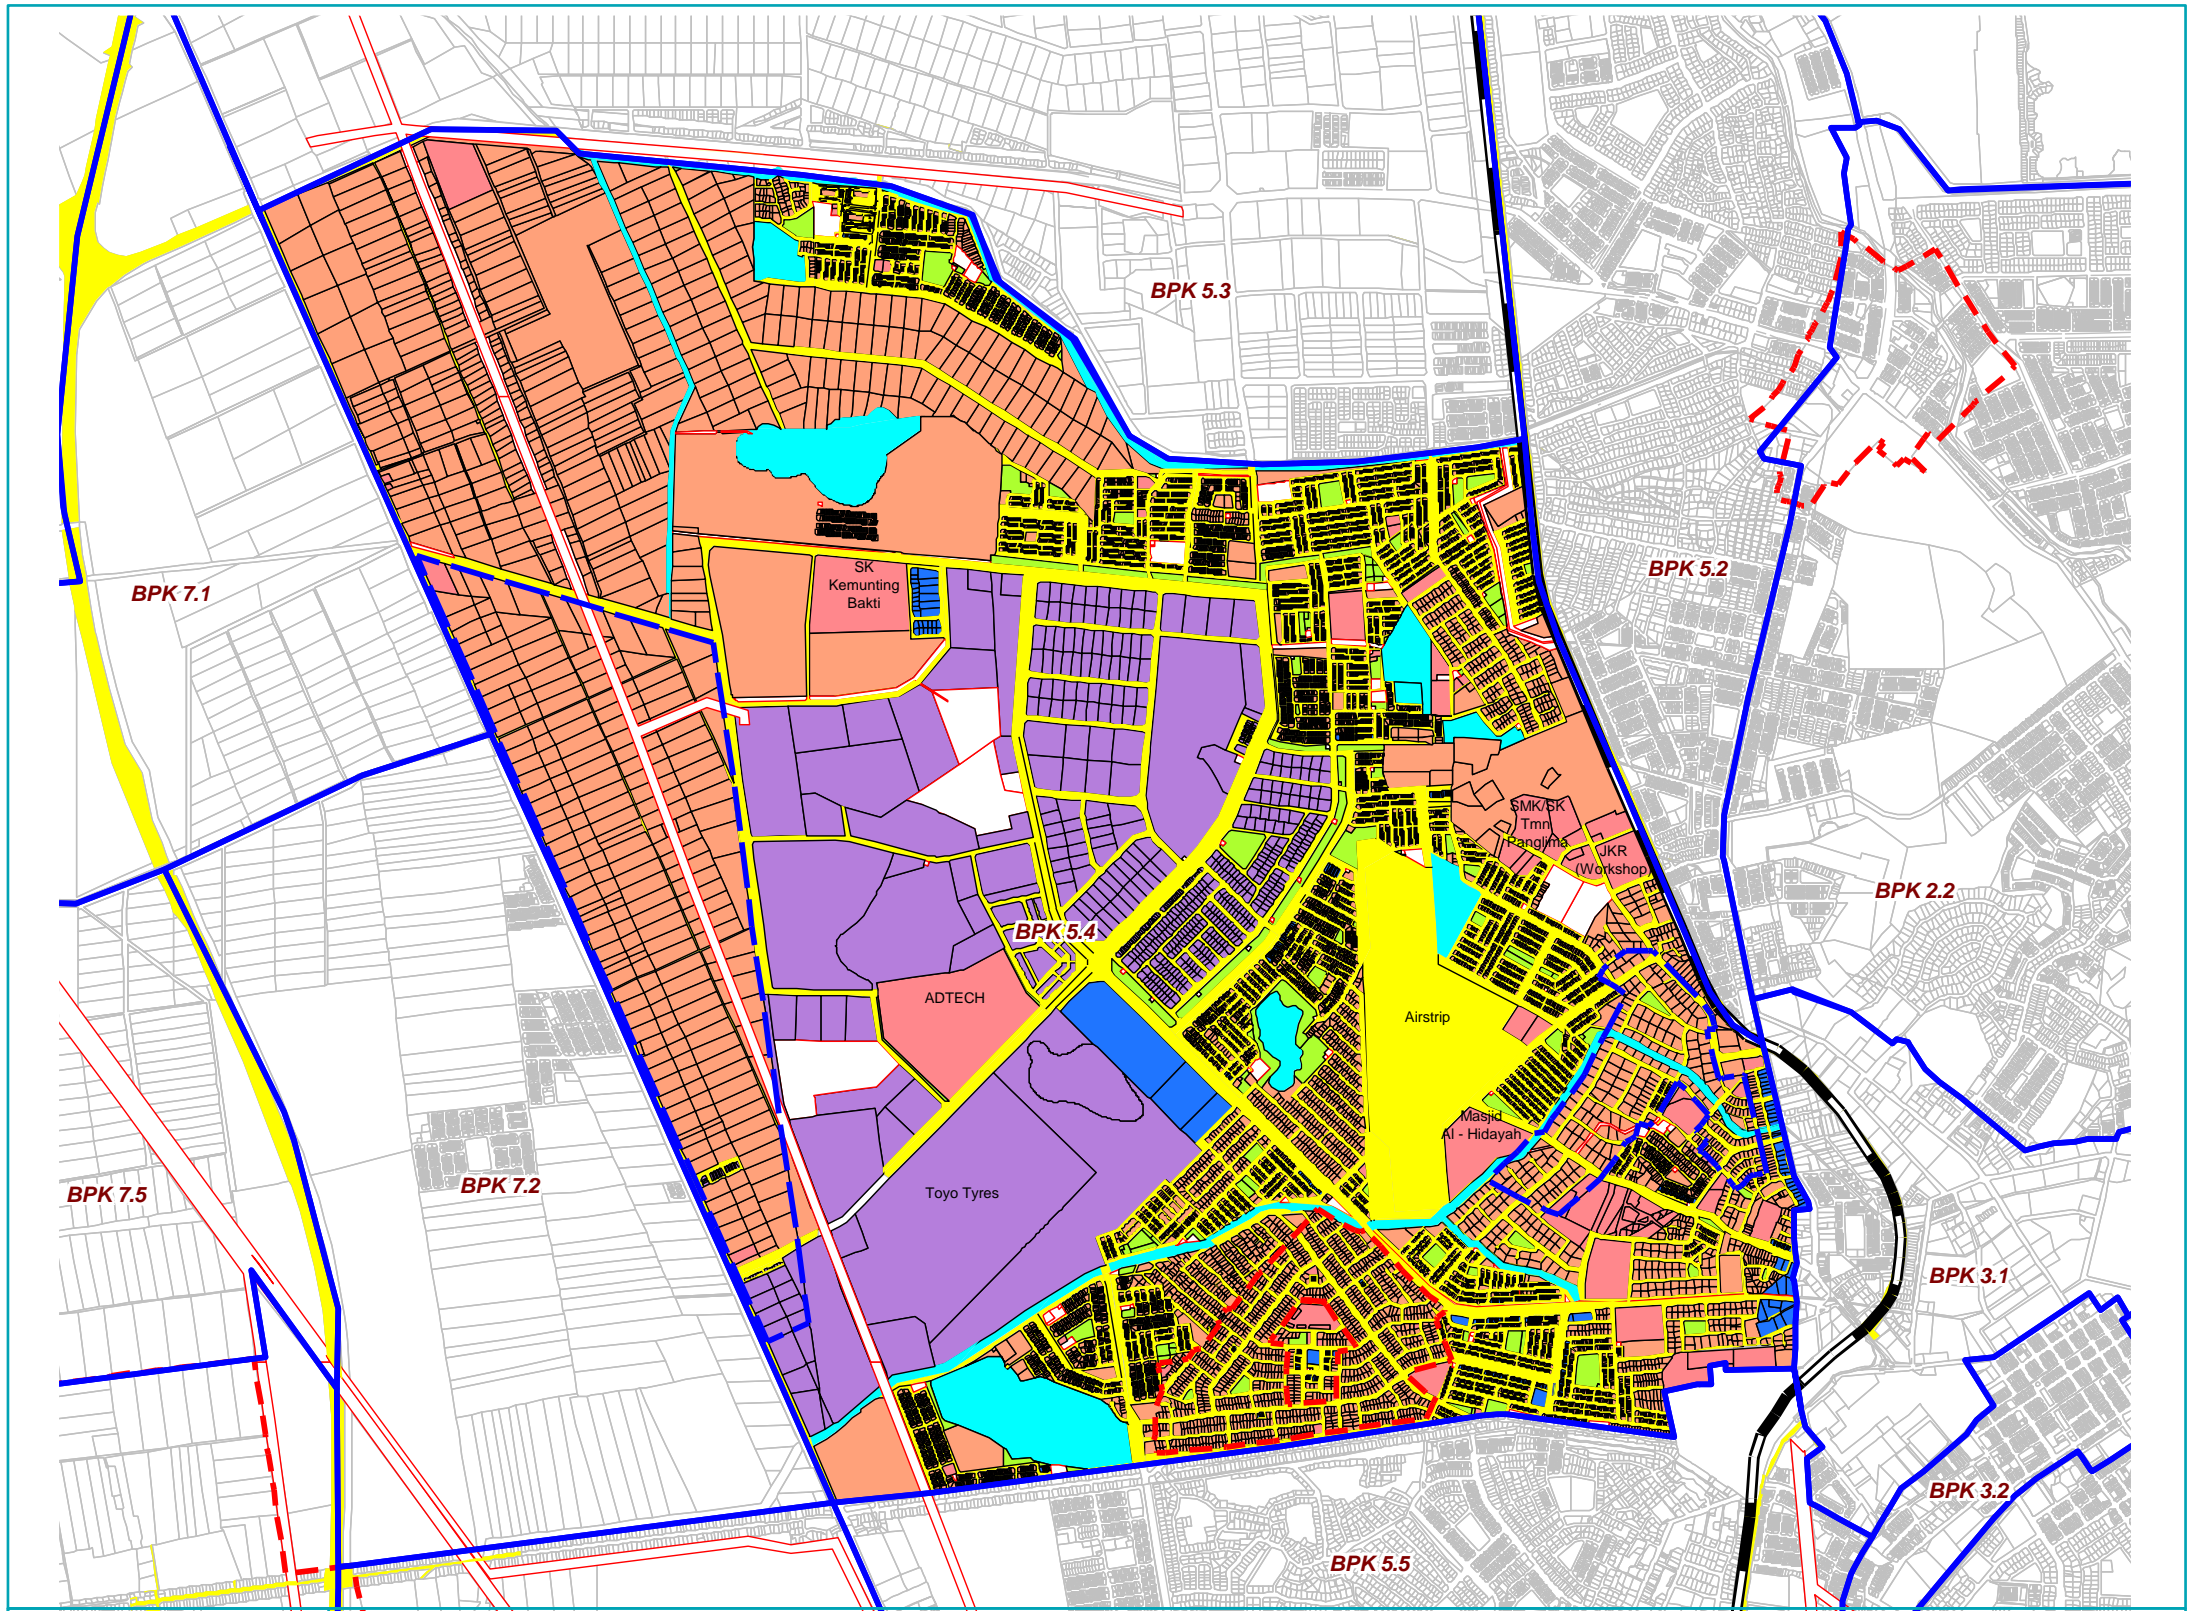 BPK 5.3
BPK 5.2
BPK 7.1
SK
Kemunting
Bakti
SMK/SK
Tmn
Panglima
JKR
(Workshop)
BPK 2.2
BPK 5.4
ADTECH
Airstrip
Masjid
Al - Hidayah
BPK 7.5
BPK 7.2
Toyo Tyres
BPK 3.1
BPK 3.2
BPK 5.5